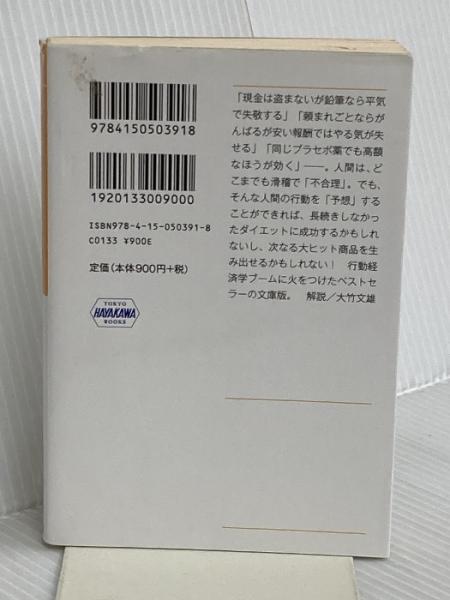 9784150503918
1920133009000
ISBN978-4-15-050391-8
C0133 ¥900E
定価(本体900円+税)
TOKYO
HAYAKAWA
BOOKS
「現金は盗まないが鉛筆なら平気
で失敬する」「頼まれごとならが
んばるが安い報酬ではやる気が失
せる」「同じプラセボ薬でも高額
なほうが効く」――。人間は、ど
こまでも滑稽で「不合理」。でも、
そんな人間の行動を「予想」する
ことができれば、長続きしなかっ
たダイエットに成功するかもしれ
ないし、次なる大ヒット商品を生
み出せるかもしれない! 行動経
済学ブームに火をつけたベストセ
ラーの文庫版。 解説/大竹文雄